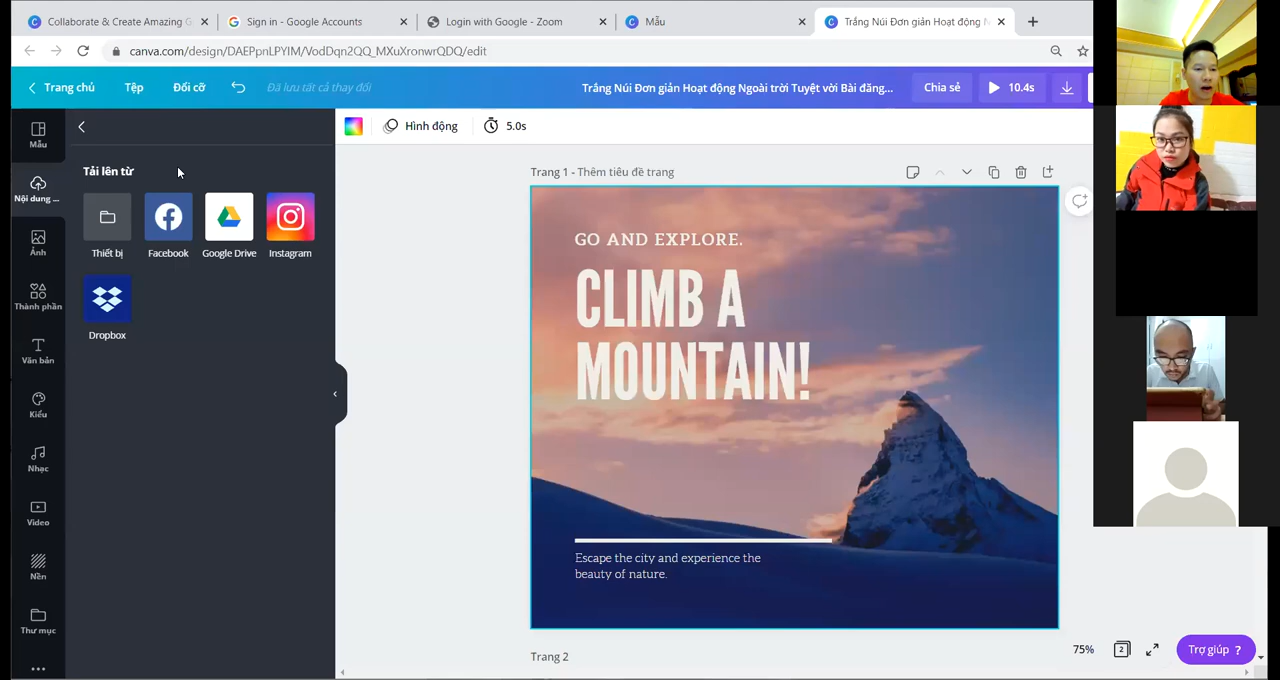 Collaborate & Create Amazing G
Sign in - Google Accounts
Login with Google - Zoom
Mẫu
Trắng Núi Đơn giản Hoạt động N
canva.com/design/DAEPpnLPYIM/VodDqn2QQ_MXuXronwrQDQ/edit
Trang chủ
Tệp
Đổi cỡ
Đã lưu tất cả thay đổi
Trắng Núi Đơn giản Hoạt động Ngoài trời Tuyệt vời Bài đăng...
Chia sẻ
10.4s
Hình động
5.0s
Mẫu
Nội dung ...
Ảnh
Thành phần
Văn bản
Kiểu
Nhạc
Video
Nền
Thư mục
Tải lên từ
Thiết bị
Facebook
Google Drive
Instagram
Dropbox
Trang 1 - Thêm tiêu đề trang
GO AND EXPLORE.
CLIMB A
MOUNTAIN!
Escape the city and experience the
beauty of nature.
Trang 2
75%
2
Trợ giúp ?